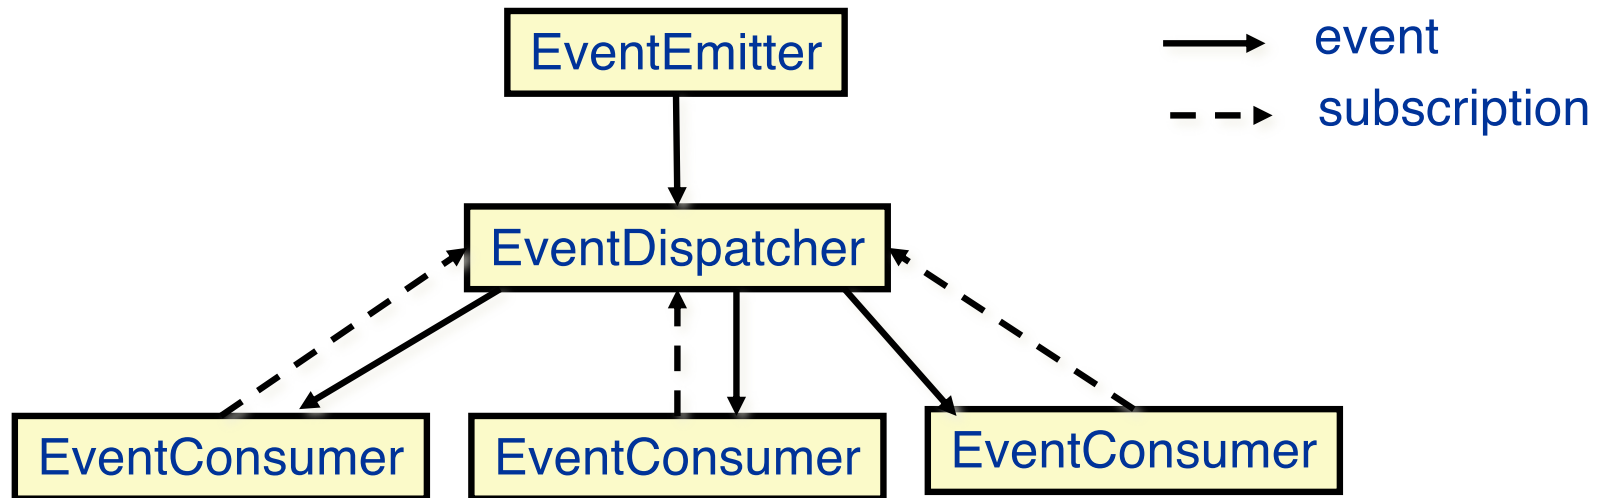 EventEmitter
event
subscription
EventDispatcher
EventConsumer
EventConsumer
EventConsumer